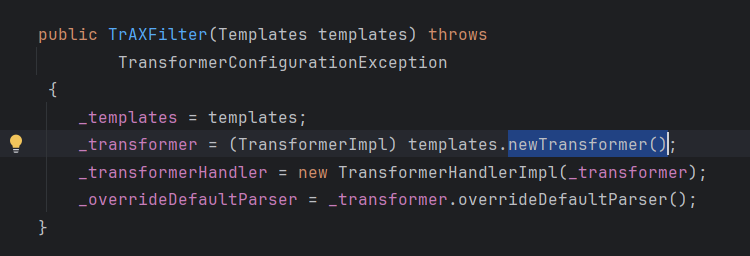 public TrAXFilter(Templates templates) throws
TransformerConfigurationException
{
_templates = templates;
_transformer = (TransformerImpl) templates.newTransformer();
_transformerHandler = new TransformerHandlerImpl(_transformer);
_overrideDefaultParser = _transformer.overrideDefaultParser();
}